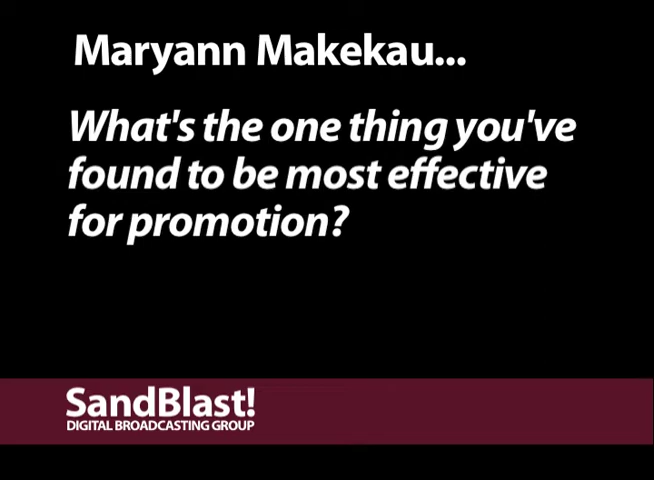 Maryann Makekau...
What's the one thing you've
found to be most effective
for promotion?
SandBlast!
DIGITAL BROADCASTING GROUP